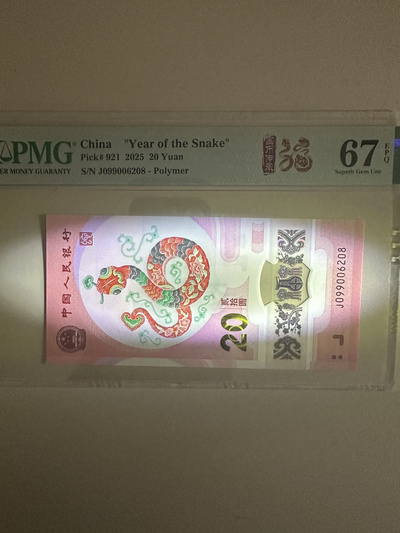 PMG
ER MONEY GUARANTY
China "Year of the Snake"
Pick# 921 2025 20 Yuan
S/N J099006208 - Polymer
67 EPQ
Superb Gem Unc
中国人民银行
贰拾圆
20
J099006208